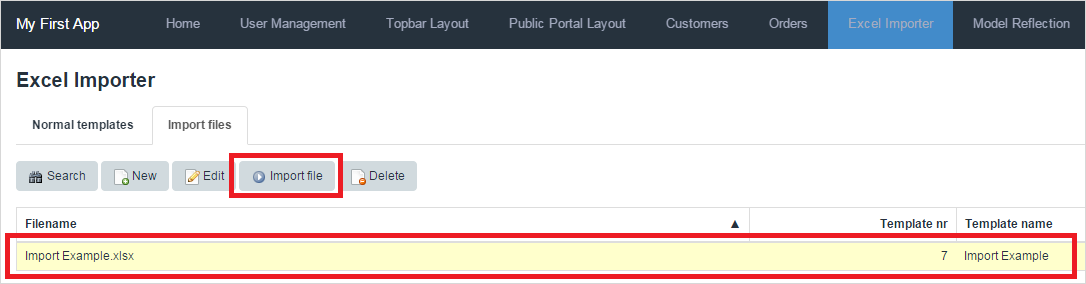 My First App Home User Management Topbar Layout Public Portal Layout Customers Orders Excel Importer Model Reflection
Excel Importer
Normal templates Import files
Search New Edit Import file Delete
Filename ▲ Template nr Template name
Import Example.xlsx 7 Import Example